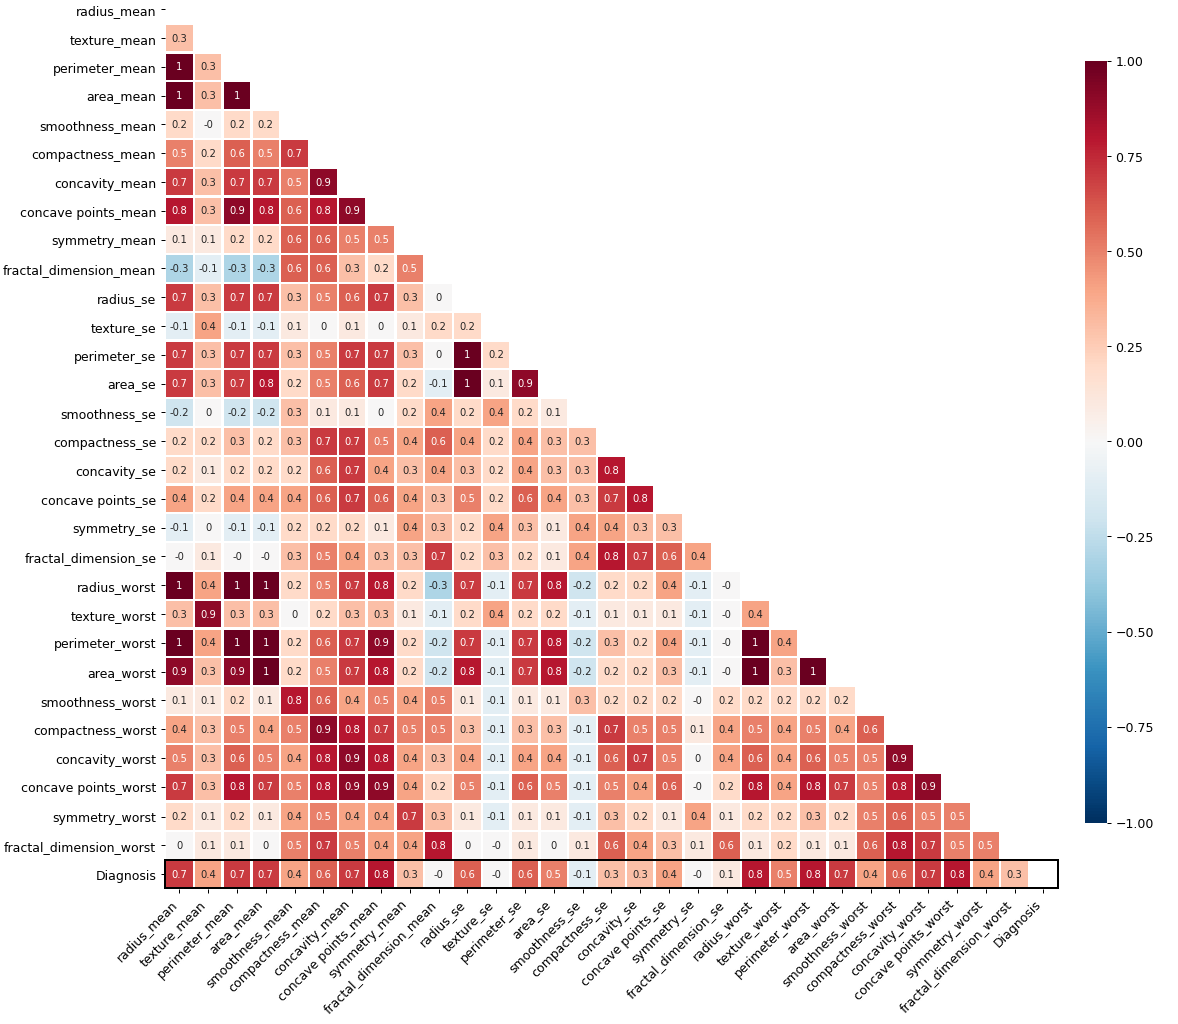 radius_mean
texture_mean 0.3
perimeter_mean 1 0.3
area_mean 1 0.3 1
smoothness_mean 0.2 -0 0.2 0.2
compactness_mean 0.5 0.2 0.6 0.5 0.7
concavity_mean 0.7 0.3 0.7 0.7 0.5 0.9
concave points_mean 0.8 0.3 0.9 0.8 0.6 0.8 0.9
symmetry_mean 0.1 0.1 0.2 0.2 0.6 0.6 0.5 0.5
fractal_dimension_mean -0.3 -0.1 -0.3 -0.3 0.6 0.6 0.3 0.2 0.5
radius_se 0.7 0.3 0.7 0.7 0.3 0.5 0.6 0.7 0.3 0
texture_se -0.1 0.4 -0.1 -0.1 0.1 0 0.1 0 0.1 0.2 0.2
perimeter_se 0.7 0.3 0.7 0.7 0.3 0.5 0.7 0.7 0.3 0 1 0.2
area_se 0.7 0.3 0.7 0.8 0.2 0.5 0.6 0.7 0.2 -0.1 1 0.1 0.9
smoothness_se -0.2 0 -0.2 -0.2 0.3 0.1 0.1 0 0.2 0.4 0.2 0.4 0.2 0.1
compactness_se 0.2 0.2 0.3 0.2 0.3 0.7 0.7 0.5 0.4 0.6 0.4 0.2 0.4 0.3 0.3
concavity_se 0.2 0.1 0.2 0.2 0.2 0.6 0.7 0.4 0.3 0.4 0.3 0.2 0.4 0.3 0.3 0.8
concave points_se 0.4 0.2 0.4 0.4 0.4 0.6 0.7 0.6 0.4 0.3 0.5 0.2 0.6 0.4 0.3 0.7 0.8
symmetry_se -0.1 0 -0.1 -0.1 0.2 0.2 0.2 0.1 0.4 0.3 0.2 0.4 0.3 0.1 0.4 0.4 0.3 0.3
fractal_dimension_se -0 0.1 -0 -0 0.3 0.5 0.4 0.3 0.3 0.7 0.2 0.3 0.2 0.1 0.4 0.8 0.7 0.6 0.4
radius_worst 1 0.4 1 1 0.2 0.5 0.7 0.8 0.2 -0.3 0.7 -0.1 0.7 0.8 -0.2 0.2 0.2 0.4 -0.1 -0
texture_worst 0.3 0.9 0.3 0.3 0 0.2 0.3 0.3 0.1 -0.1 0.2 0.4 0.2 0.2 -0.1 0.1 0.1 0.1 -0.1 -0 0.4
perimeter_worst 1 0.4 1 1 0.2 0.6 0.7 0.9 0.2 -0.2 0.7 -0.1 0.7 0.8 -0.2 0.3 0.2 0.4 -0.1 -0 1 0.4
area_worst 0.9 0.3 0.9 1 0.2 0.5 0.7 0.8 0.2 -0.2 0.8 -0.1 0.7 0.8 -0.2 0.2 0.2 0.3 -0.1 -0 1 0.3 1
smoothness_worst 0.1 0.1 0.2 0.1 0.8 0.6 0.4 0.5 0.4 0.5 0.1 -0.1 0.1 0.1 0.3 0.2 0.2 0.2 -0 0.2 0.2 0.2 0.2 0.2
compactness_worst 0.4 0.3 0.5 0.4 0.5 0.9 0.8 0.7 0.5 0.5 0.3 -0.1 0.3 0.3 -0.1 0.7 0.5 0.5 0.1 0.4 0.5 0.4 0.5 0.4 0.6
concavity_worst 0.5 0.3 0.6 0.5 0.4 0.8 0.9 0.8 0.4 0.3 0.4 -0.1 0.4 0.4 -0.1 0.6 0.7 0.5 0 0.4 0.6 0.4 0.6 0.5 0.5 0.9
concave points_worst 0.7 0.3 0.8 0.7 0.5 0.8 0.9 0.9 0.4 0.2 0.5 -0.1 0.6 0.5 -0.1 0.5 0.4 0.6 -0 0.2 0.8 0.4 0.8 0.7 0.5 0.8 0.9
symmetry_worst 0.2 0.1 0.2 0.1 0.4 0.5 0.4 0.4 0.7 0.3 0.1 -0.1 0.1 0.1 -0.1 0.3 0.2 0.1 0.4 0.1 0.2 0.2 0.3 0.2 0.5 0.6 0.5 0.5
fractal_dimension_worst 0 0.1 0.1 0 0.5 0.7 0.5 0.4 0.4 0.8 0 -0 0.1 0 0.1 0.6 0.4 0.3 0.1 0.6 0.1 0.2 0.1 0.1 0.6 0.8 0.7 0.5 0.5
Diagnosis 0.7 0.4 0.7 0.7 0.4 0.6 0.7 0.8 0.3 -0 0.6 -0 0.6 0.5 -0.1 0.3 0.3 0.4 -0 0.1 0.8 0.5 0.8 0.7 0.4 0.6 0.7 0.8 0.4 0.3
radius_mean
texture_mean
perimeter_mean
area_mean
smoothness_mean
compactness_mean
concavity_mean
concave points_mean
symmetry_mean
fractal_dimension_mean
radius_se
texture_se
perimeter_se
area_se
smoothness_se
compactness_se
concavity_se
concave points_se
symmetry_se
fractal_dimension_se
radius_worst
texture_worst
perimeter_worst
area_worst
smoothness_worst
compactness_worst
concavity_worst
concave points_worst
symmetry_worst
fractal_dimension_worst
Diagnosis
1.00
0.75
0.50
0.25
0.00
−0.25
−0.50
−0.75
−1.00